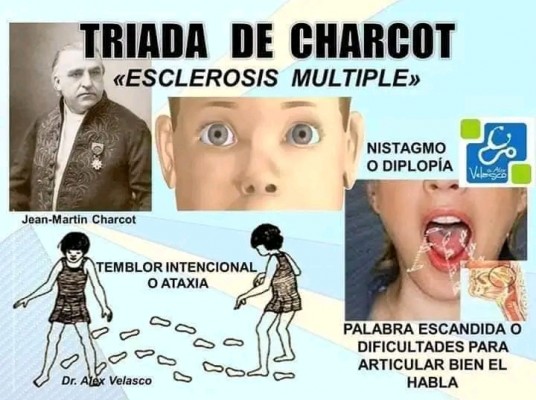 TRIADA DE CHARCOT
«ESCLEROSIS MULTIPLE»
NISTAGMO
O DIPLOPÍA
Velasco
Jean-Martin Charcot
TEMBLOR INTENCIONAL
O ATAXIA
PALABRA ESCANDIDA O
DIFICULTADES PARA
ARTICULAR BIEN EL
HABLA
Dr. Alex Velasco